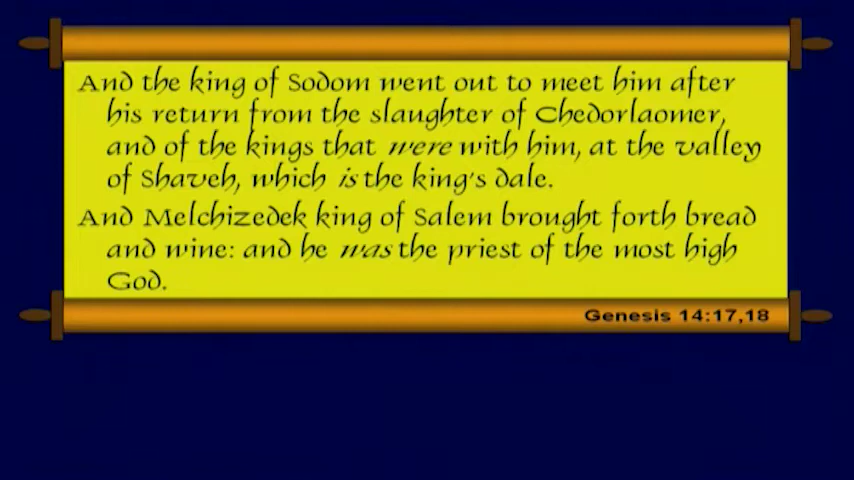 And the king of Sodom went out to meet him after
his return from the slaughter of Chedorlaomer,
and of the kings that were with him, at the valley
of Shaveh, which is the king's dale.
And Melchizedek king of Salem brought forth bread
and wine: and he was the priest of the most high
God.
Genesis 14:17,18